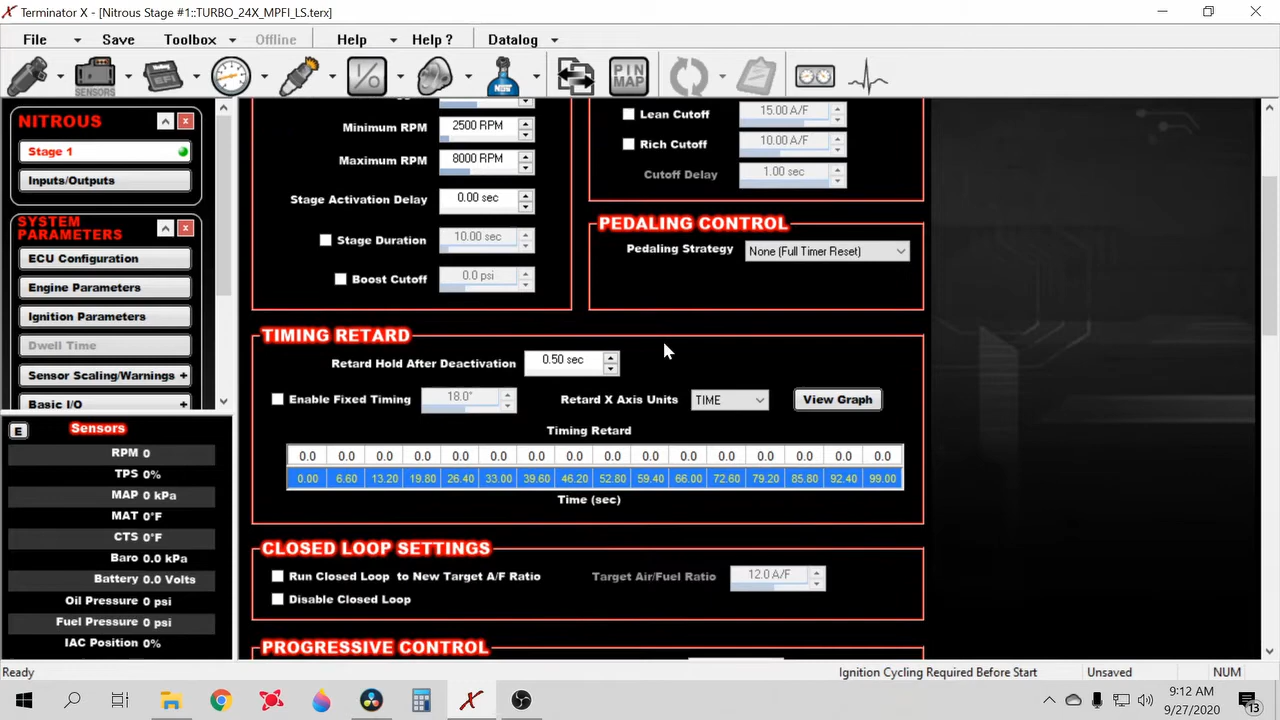 Terminator X - [Nitrous Stage #1::TURBO_24X_MPFI_LS.terx]
File Save Toolbox Offline Help Help ? Datalog
SENSORS EFI I/O NOS PIN MAP
NITROUS
Stage 1
Inputs/Outputs
SYSTEM
PARAMETERS
ECU Configuration
Engine Parameters
Ignition Parameters
Dwell Time
Sensor Scaling/Warnings +
Basic I/O +
E Sensors
RPM 0
TPS 0%
MAP 0 kPa
MAT 0°F
CTS 0°F
Baro 0.0 kPa
Battery 0.0 Volts
Oil Pressure 0 psi
Fuel Pressure 0 psi
IAC Position 0%
Minimum RPM 2500 RPM
Maximum RPM 8000 RPM
Stage Activation Delay 0.00 sec
Stage Duration 10.00 sec
Boost Cutoff 0.0 psi
Lean Cutoff 15.00 A/F
Rich Cutoff 10.00 A/F
Cutoff Delay 1.00 sec
PEDALING CONTROL
Pedaling Strategy None (Full Timer Reset)
TIMING RETARD
Retard Hold After Deactivation 0.50 sec
Enable Fixed Timing 18.0° Retard X Axis Units TIME View Graph
Timing Retard
0.0 0.0 0.0 0.0 0.0 0.0 0.0 0.0 0.0 0.0 0.0 0.0 0.0 0.0 0.0 0.0
0.00 6.60 13.20 19.80 26.40 33.00 39.60 46.20 52.80 59.40 66.00 72.60 79.20 85.80 92.40 99.00
Time (sec)
CLOSED LOOP SETTINGS
Run Closed Loop to New Target A/F Ratio Target Air/Fuel Ratio 12.0 A/F
Disable Closed Loop
PROGRESSIVE CONTROL
Ready Ignition Cycling Required Before Start Unsaved NUM
9:12 AM
9/27/2020
13